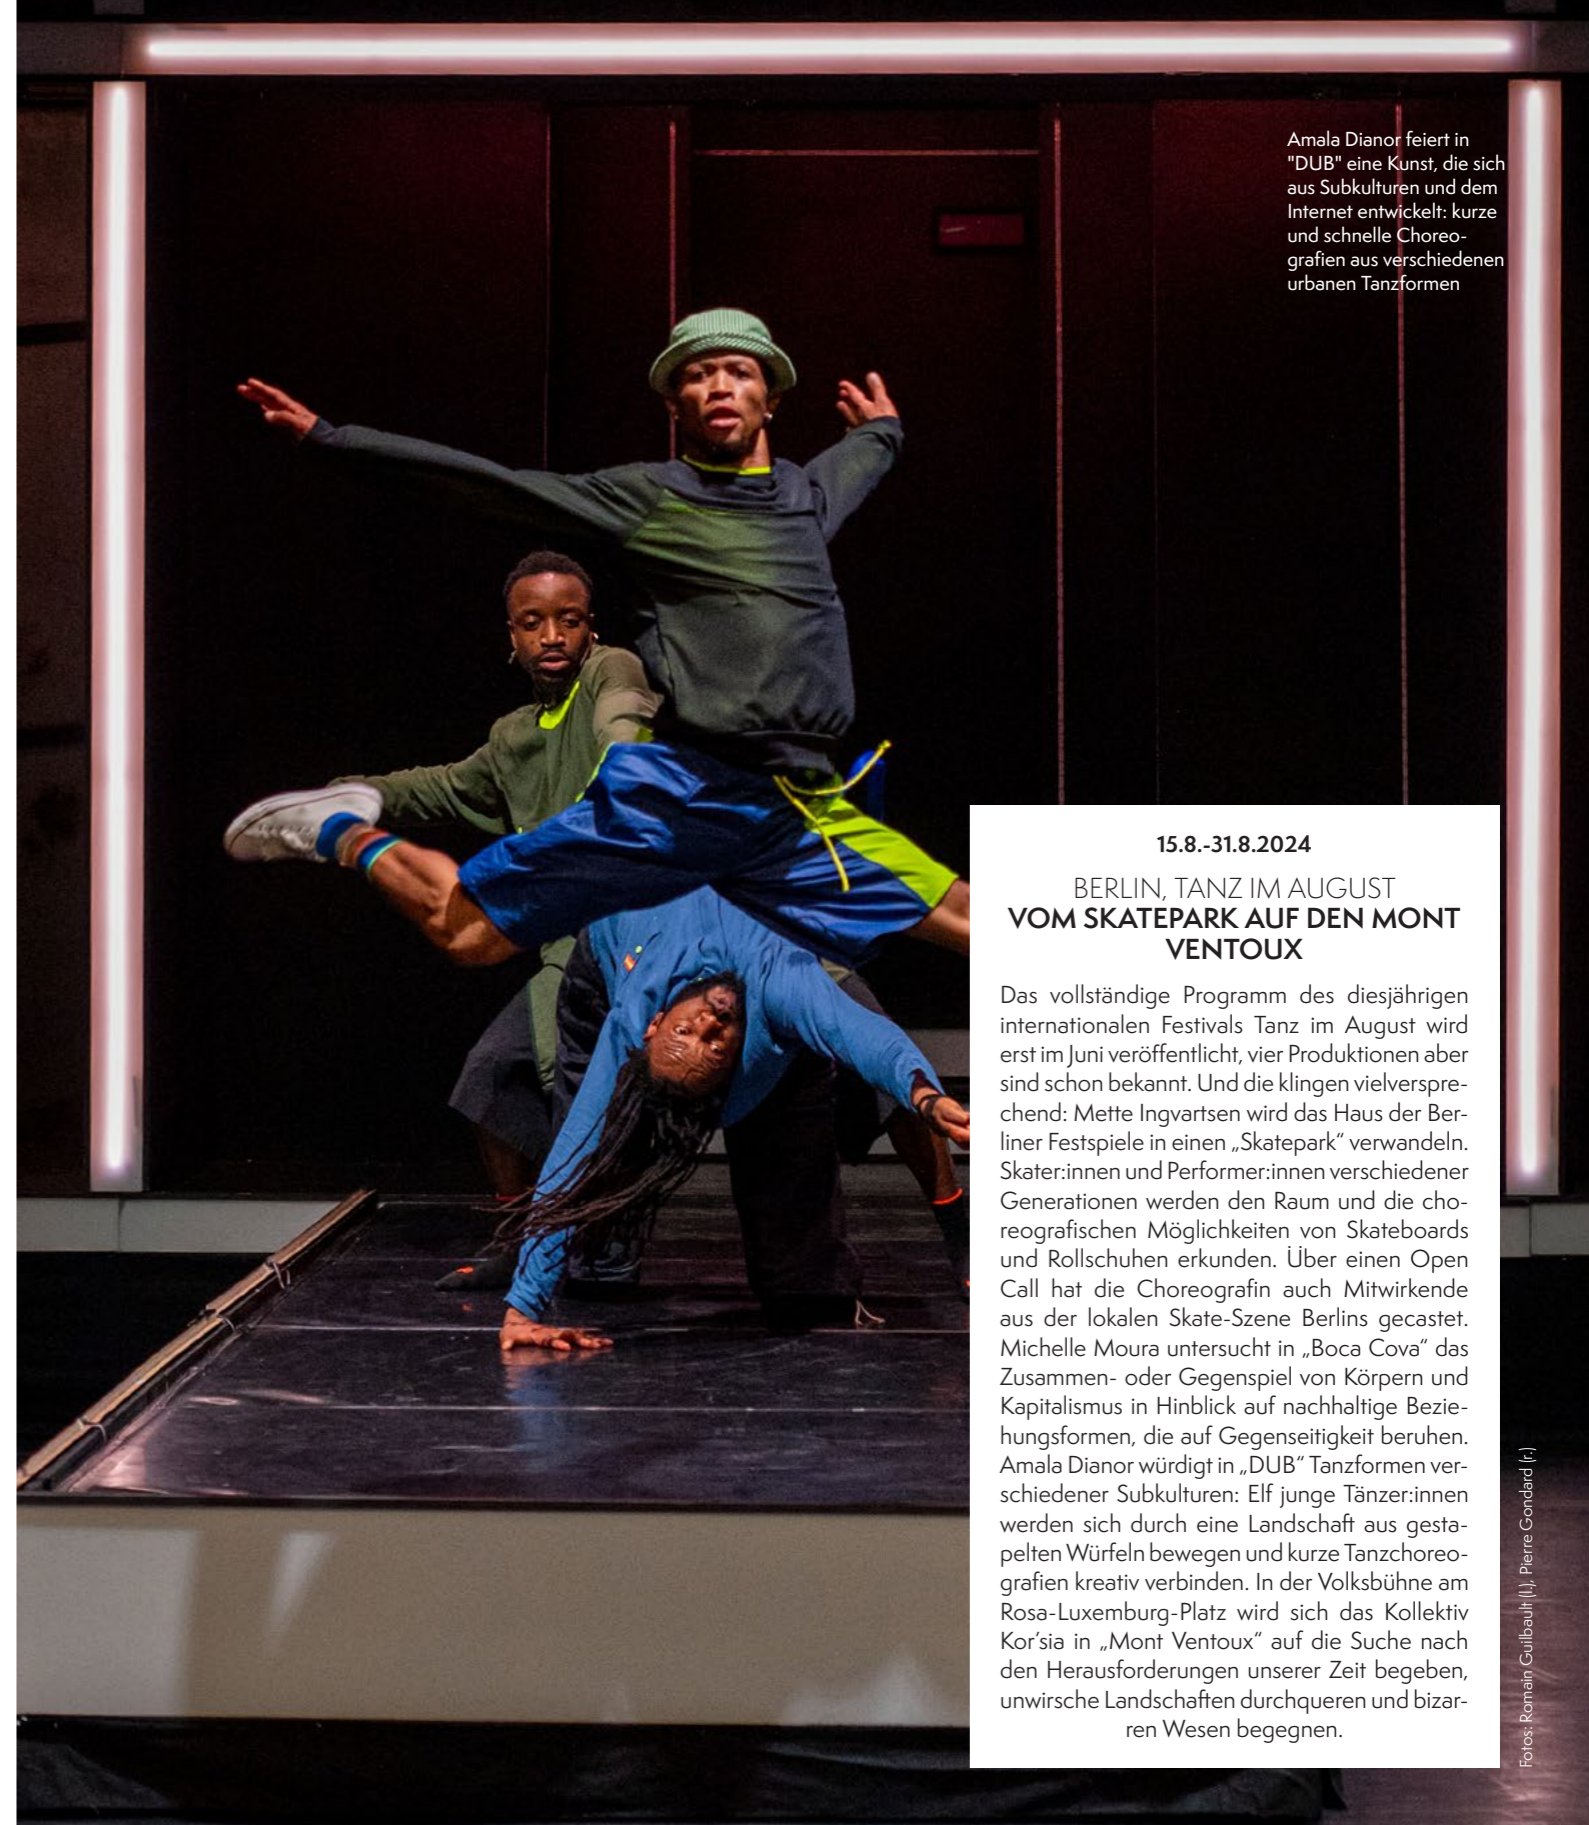 Amala Dianor feiert in
"DUB" eine Kunst, die sich
aus Subkulturen und dem
Internet entwickelt: kurze
und schnelle Choreo-
grafien aus verschiedenen
urbanen Tanzformen
15.8.-31.8.2024
BERLIN, TANZ IM AUGUST
VOM SKATEPARK AUF DEN MONT
VENTOUX
Das vollständige Programm des diesjährigen
internationalen Festivals Tanz im August wird
erst im Juni veröffentlicht, vier Produktionen aber
sind schon bekannt. Und die klingen vielverspre-
chend: Mette Ingvartsen wird das Haus der Ber-
liner Festspiele in einen „Skatepark“ verwandeln.
Skater:innen und Performer:innen verschiedener
Generationen werden den Raum und die cho-
reografischen Möglichkeiten von Skateboards
und Rollschuhen erkunden. Über einen Open
Call hat die Choreografin auch Mitwirkende
aus der lokalen Skate-Szene Berlins gecastet.
Michelle Moura untersucht in „Boca Cova“ das
Zusammen- oder Gegenspiel von Körpern und
Kapitalismus in Hinblick auf nachhaltige Bezie-
hungsformen, die auf Gegenseitigkeit beruhen.
Amala Dianor würdigt in „DUB“ Tanzformen ver-
schiedener Subkulturen: Elf junge Tänzer:innen
werden sich durch eine Landschaft aus gesta-
pelten Würfeln bewegen und kurze Tanzchoreo-
grafien kreativ verbinden. In der Volksbühne am
Rosa-Luxemburg-Platz wird sich das Kollektiv
Kor’sia in „Mont Ventoux“ auf die Suche nach
den Herausforderungen unserer Zeit begeben,
unwirsche Landschaften durchqueren und bizar-
ren Wesen begegnen.
Fotos: Romain Guilbault (l.), Pierre Gondard (r.)